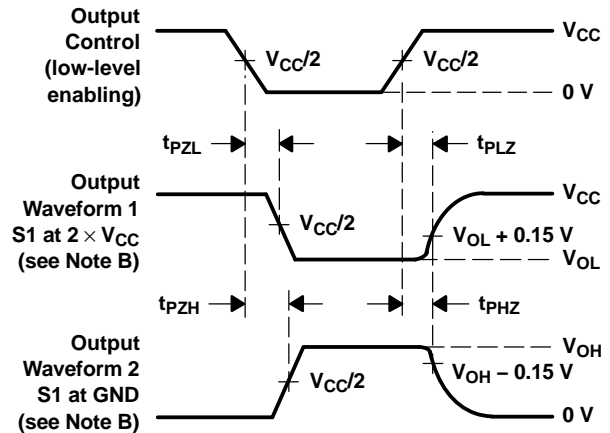 Output
Control
(low-level
enabling)
VCC/2
VCC/2
VCC
0 V
tPZL
tPLZ
Output
Waveform 1
S1 at 2 × VCC
(see Note B)
VCC/2
VCC
VOL + 0.15 V
VOL
tPZH
tPHZ
Output
Waveform 2
S1 at GND
(see Note B)
VCC/2
VOH
VOH − 0.15 V
0 V